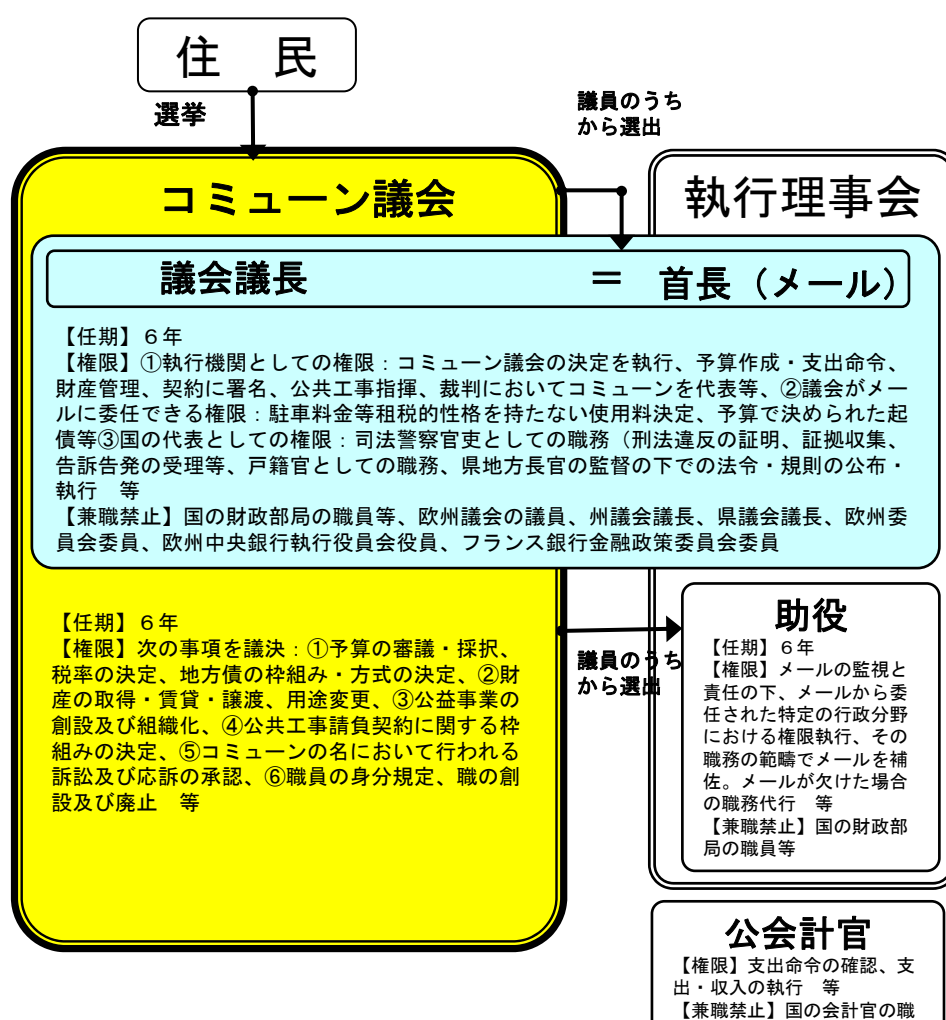 住　民
選挙
議員のうち
から選出
コミューン議会
執行理事会
議会議長　＝　首長（メール）
【任期】６年
【権限】①執行機関としての権限：コミューン議会の決定を執行、予算作成・支出命令、
財産管理、契約に署名、公共工事指揮、裁判においてコミューンを代表等、②議会がメー
ルに委任できる権限：駐車料金等租税的性格を持たない使用料決定、予算で決められた起
債等③国の代表としての権限：司法警察官吏としての職務（刑法違反の証明、証拠収集、
告訴告発の受理等、戸籍官としての職務、県地方長官の監督の下での法令・規則の公布・
執行　等
【兼職禁止】国の財政部局の職員等、欧州議会の議員、州議会議長、県議会議長、欧州委
員会委員、欧州中央銀行執行役員会役員、フランス銀行金融政策委員会委員
【任期】６年
【権限】次の事項を議決：①予算の審議・採択、
税率の決定、地方債の枠組み・方式の決定、②財
産の取得・賃貸・譲渡、用途変更、③公益事業の
創設及び組織化、④公共工事請負契約に関する枠
組みの決定、⑤コミューンの名において行われる
訴訟及び応訴の承認、⑥職員の身分規定、職の創
設及び廃止　等
議員のうち
から選出
助役
【任期】６年
【権限】メールの監視と
責任の下、メールから委
任された特定の行政分野
における権限執行、その
職務の範疇でメールを補
佐。メールが欠けた場合
の職務代行　等
【兼職禁止】国の財政部
局の職員等
公会計官
【権限】支出命令の確認、支
出・収入の執行　等
【兼職禁止】国の会計官の職